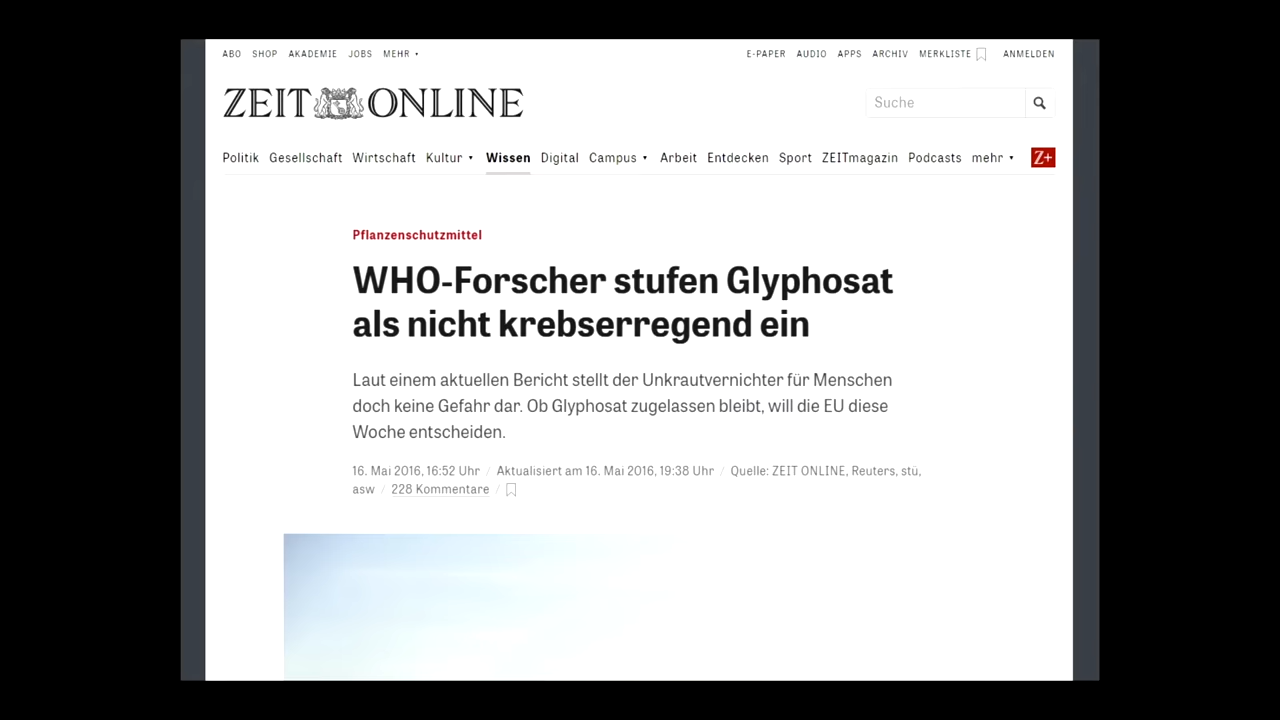 ABO SHOP AKADEMIE JOBS MEHR E-PAPER AUDIO APPS ARCHIV MERKLISTE ANMELDEN
ZEIT ONLINE Suche
Politik Gesellschaft Wirtschaft Kultur Wissen Digital Campus Arbeit Entdecken Sport ZEITmagazin Podcasts mehr Z+
Pflanzenschutzmittel
WHO-Forscher stufen Glyphosat
als nicht krebserregend ein
Laut einem aktuellen Bericht stellt der Unkrautvernichter für Menschen
doch keine Gefahr dar. Ob Glyphosat zugelassen bleibt, will die EU diese
Woche entscheiden.
16. Mai 2016, 16:52 Uhr / Aktualisiert am 16. Mai 2016, 19:38 Uhr / Quelle: ZEIT ONLINE, Reuters, stü,
asw / 228 Kommentare /